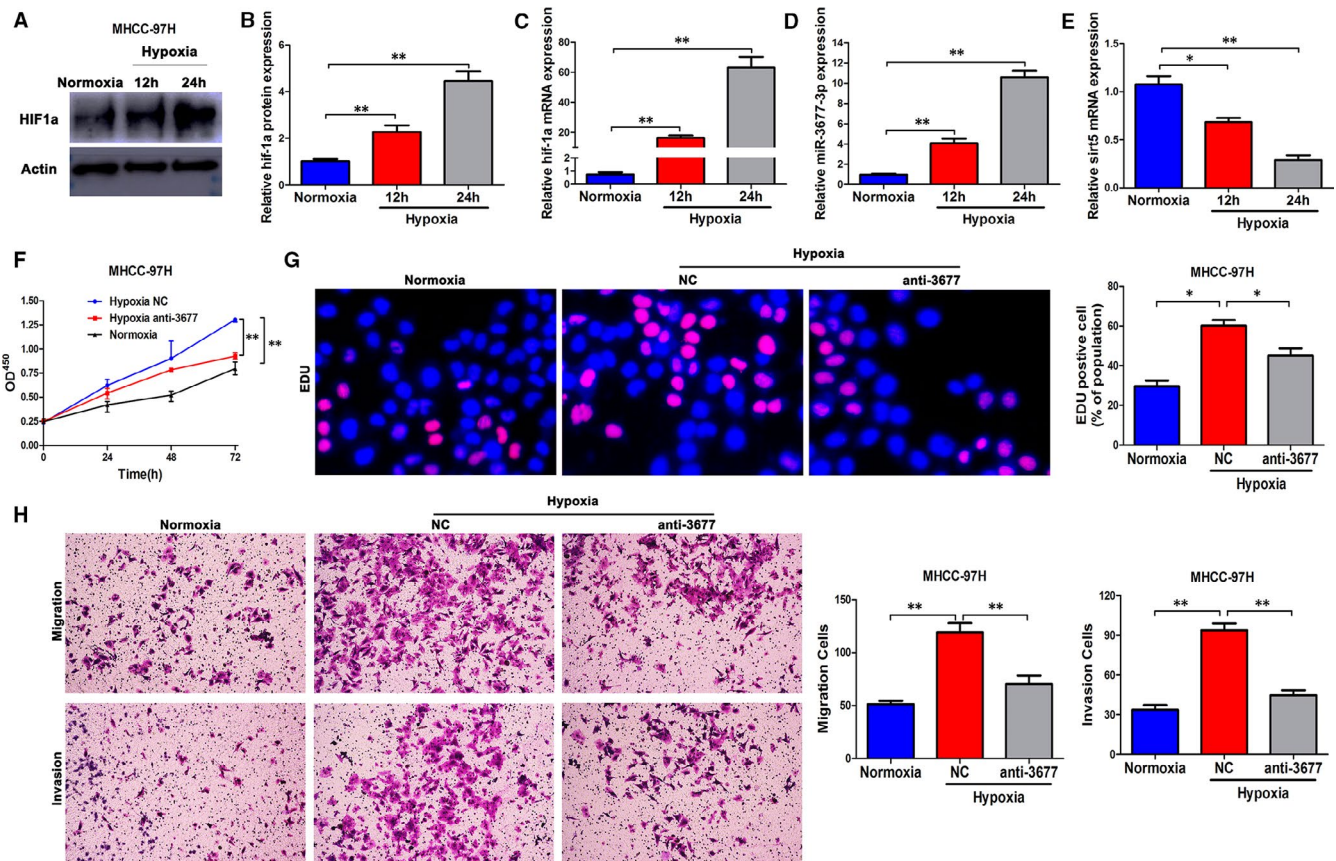 A
MHCC-97H
Hypoxia
Normoxia 12h 24h
HIF1a
Actin
B
Relative hif-1a protein expression
6
4
2
0
**
**
Normoxia 12h 24h
Hypoxia
C
Relative hif-1a mRNA expression
80
60
40
20
1
0
**
**
Normoxia 12h 24h
Hypoxia
D
Relative miR-3677-3p expression
14
12
10
8
6
4
2
0
**
**
Normoxia 12h 24h
Hypoxia
E
Relative sirt5 mRNA expression
1.5
1.0
0.5
0.0
**
*
Normoxia 12h 24h
Hypoxia
F
MHCC-97H
OD450
1.50
1.25
1.00
0.75
0.50
0.25
0.00
Hypoxia NC
Hypoxia anti-3677
Normoxia
**
**
0 24 48 72
Time(h)
G
Hypoxia
Normoxia NC anti-3677
EDU
MHCC-97H
EDU postive cell
(% of population)
80
60
40
20
0
* *
Normoxia NC anti-3677
Hypoxia
H
Hypoxia
Normoxia NC anti-3677
Migration
Invasion
MHCC-97H
Migration Cells
150
100
50
0
** **
Normoxia NC anti-3677
Hypoxia
MHCC-97H
Invasion Cells
120
90
60
30
0
** **
Normoxia NC anti-3677
Hypoxia